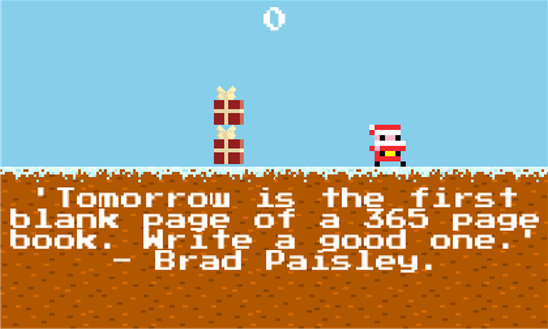 0
'Tomorrow is the first
blank page of a 365 page
book. Write a good one.'
- Brad Paisley.